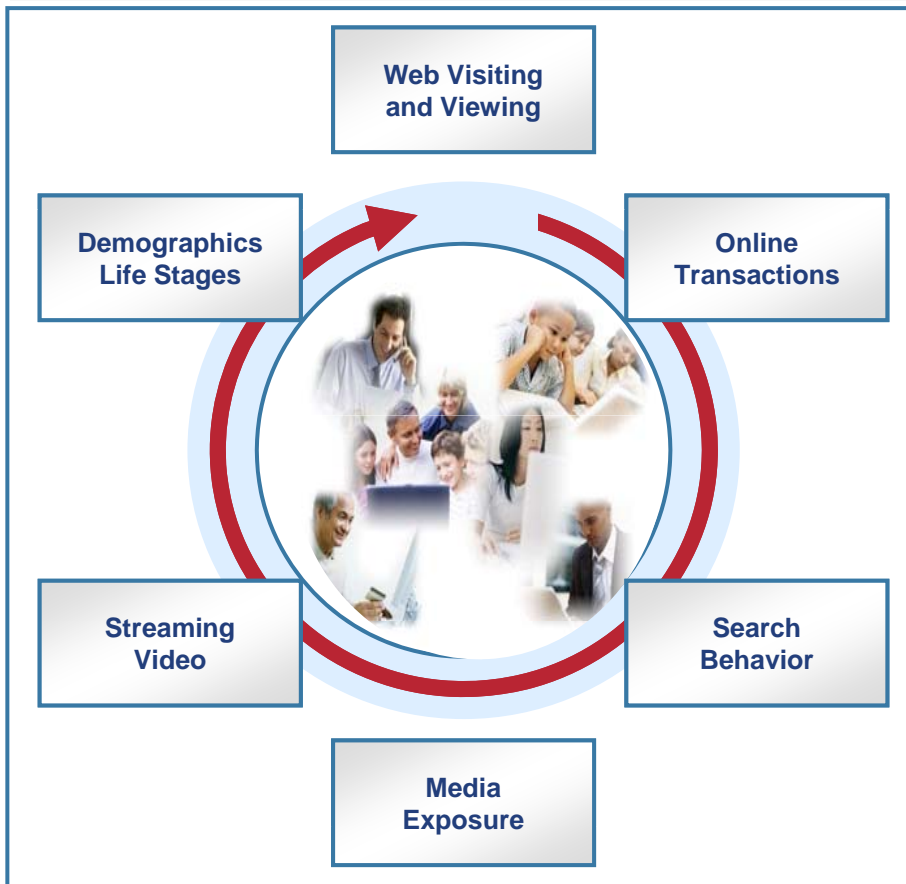 Web Visiting
and Viewing
Demographics
Life Stages
Online
Transactions
Streaming
Video
Search
Behavior
Media
Exposure